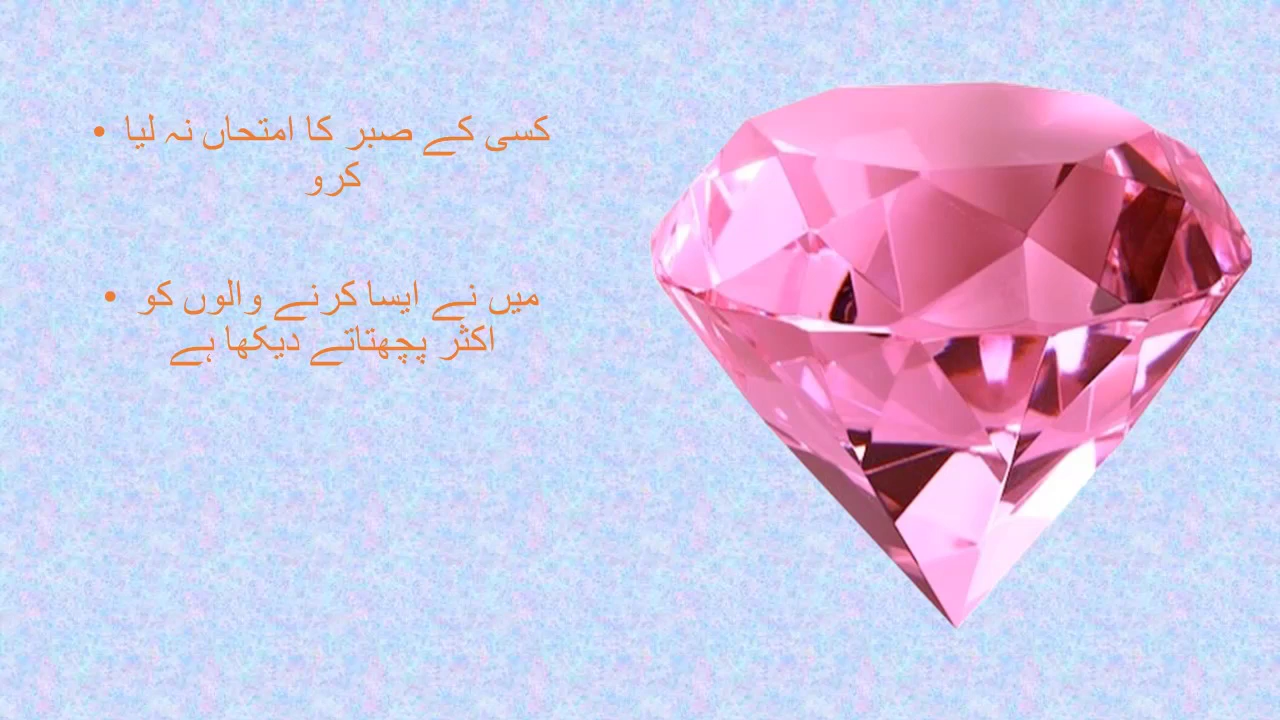 • کسی کے صبر کا امتحاں نہ لیا
کرو
• میں نے ایسا کرنے والوں کو
اکثر پچھتاتے دیکھا ہے